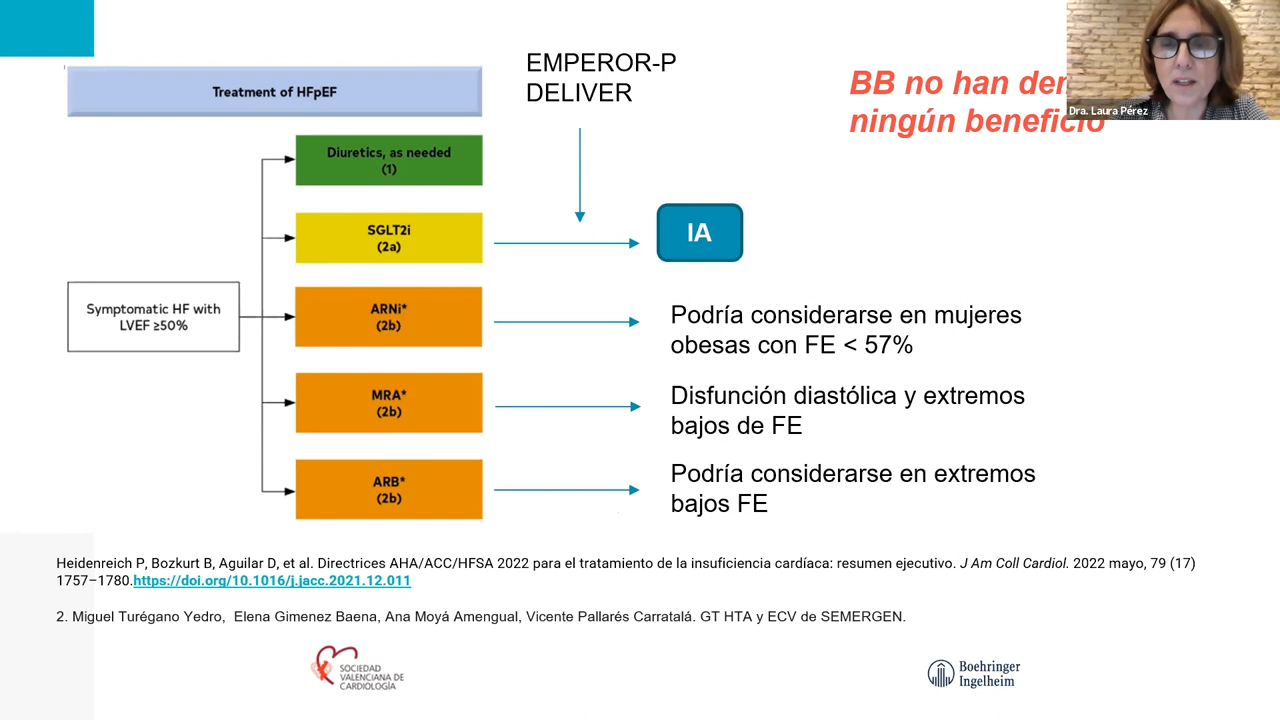 EMPEROR-P
DELIVER
BB no han
ningún beneficio
Dra. Laura Pérez
Treatment of HFpEF
Diuretics, as needed
(1)
SGLT2i
(2a)
IA
Symptomatic HF with
LVEF ≥50%
ARNi*
(2b)
Podría considerarse en mujeres
obesas con FE < 57%
MRA*
(2b)
Disfunción diastólica y extremos
bajos de FE
ARB*
(2b)
Podría considerarse en extremos
bajos FE
Heidenreich P, Bozkurt B, Aguilar D, et al. Directrices AHA/ACC/HFSA 2022 para el tratamiento de la insuficiencia cardíaca: resumen ejecutivo. J Am Coll Cardiol. 2022 mayo, 79 (17)
1757–1780.https://doi.org/10.1016/j.jacc.2021.12.011
2. Miguel Turégano Yedro, Elena Gimenez Baena, Ana Moyá Amengual, Vicente Pallarés Carratalá. GT HTA y ECV de SEMERGEN.
SOCIEDAD
VALENCIANA DE
CARDIOLOGÍA
Boehringer
Ingelheim